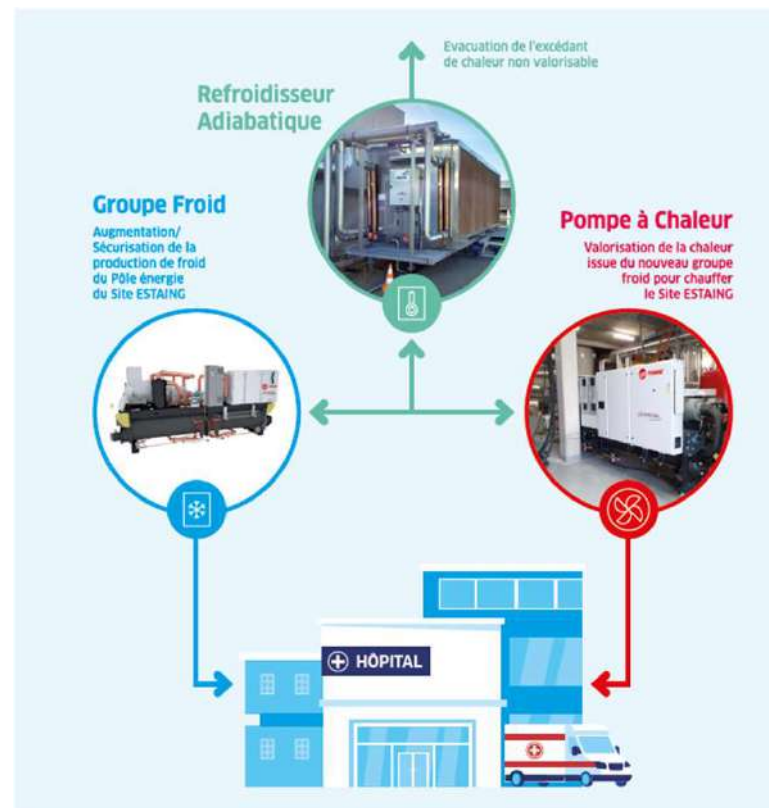 Evacuation de l'excédant
de chaleur non valorisable
Refroidisseur
Adiabatique
Groupe Froid
Augmentation/
Sécurisation de la
production de froid
du Pôle énergie
du Site ESTAING
Pompe à Chaleur
Valorisation de la chaleur
issue du nouveau groupe
froid pour chauffer
le Site ESTAING
TRANE
HÔPITAL